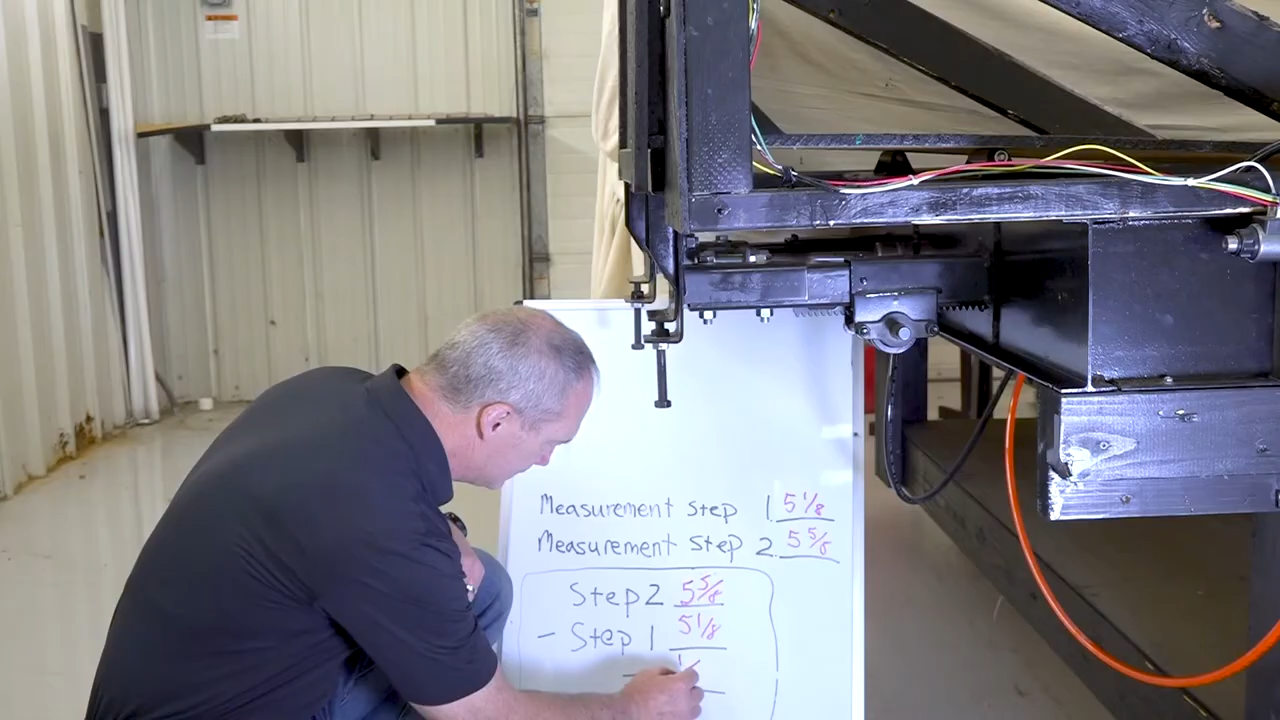 Measurement Step 1. 5 1/8
Measurement Step 2. 5 5/8
Step 2 5 5/8
- Step 1 5 1/8